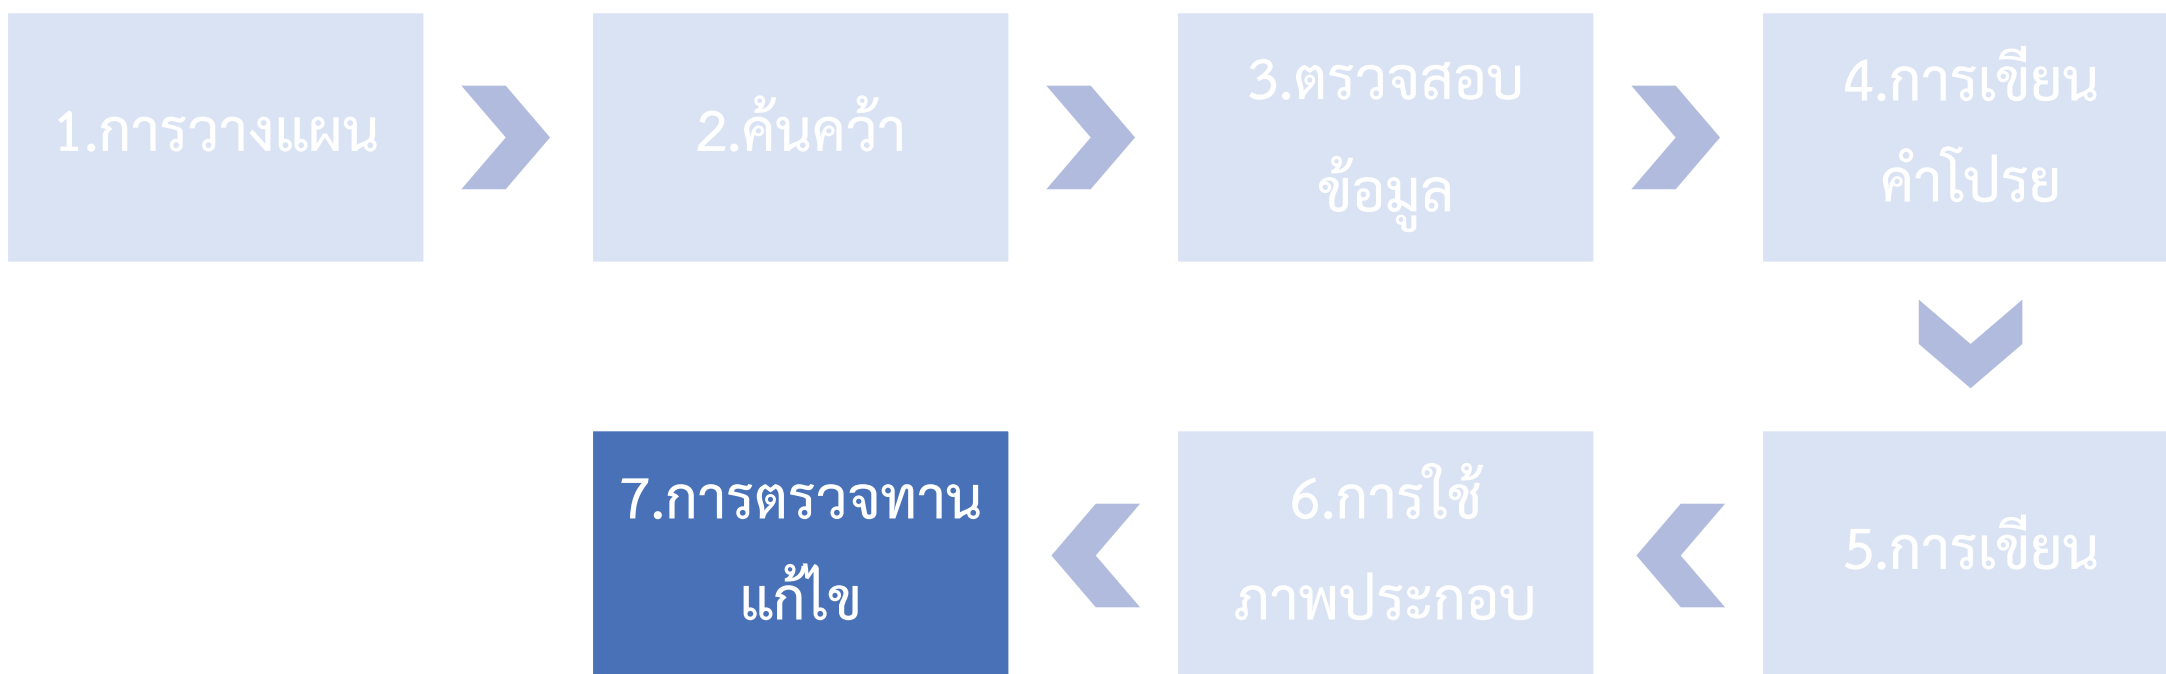 1.การวางแผน
2.ค้นคว้า
3.ตรวจสอบ
ข้อมูล
4.การเขียน
คำโปรย
5.การเขียน
6.การใช้
ภาพประกอบ
7.การตรวจทาน
แก้ไข